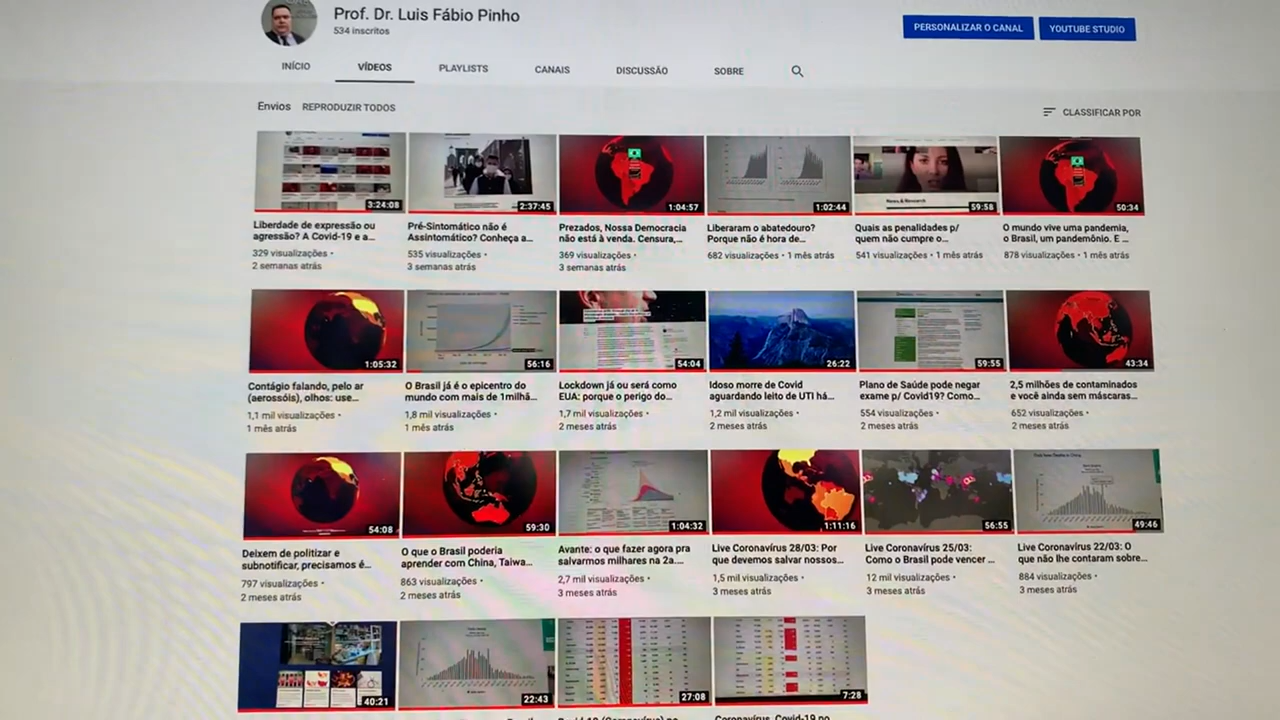 Prof. Dr. Luis Fábio Pinho
534 inscritos
PERSONALIZAR O CANAL
YOUTUBE STUDIO
INÍCIO
VÍDEOS
PLAYLISTS
CANAIS
DISCUSSÃO
SOBRE
Envios
REPRODUZIR TODOS
CLASSIFICAR POR
3:24:08
Liberdade de expressão ou
agressão? A Covid-19 e a...
329 visualizações •
2 semanas atrás
2:37:45
Pré-Sintomático não é
Assintomático? Conheça a...
535 visualizações •
3 semanas atrás
1:04:57
Prezados, Nossa Democracia
não está à venda. Censura,...
369 visualizações •
3 semanas atrás
1:02:44
Liberaram o abatedouro?
Porque não é hora de...
682 visualizações • 1 mês atrás
News & Research
59:58
Quais as penalidades p/
quem não cumpre o...
541 visualizações • 1 mês atrás
50:34
O mundo vive uma pandemia,
o Brasil, um pandemônio. E ...
878 visualizações • 1 mês atrás
1:05:32
Contágio falando, pelo ar
(aerossóis), olhos: use...
1,1 mil visualizações •
1 mês atrás
56:16
O Brasil já é o epicentro do
mundo com mais de 1milhã...
1,8 mil visualizações •
1 mês atrás
54:04
Lockdown já ou será como
EUA: porque o perigo do...
1,7 mil visualizações •
2 meses atrás
26:22
Idoso morre de Covid
aguardando leito de UTI há...
1,2 mil visualizações •
2 meses atrás
59:55
Plano de Saúde pode negar
exame p/ Covid19? Como...
554 visualizações •
2 meses atrás
43:34
2,5 milhões de contaminados
e você ainda sem máscaras...
652 visualizações •
2 meses atrás
54:08
Deixem de politizar e
subnotificar, precisamos é...
797 visualizações •
2 meses atrás
59:30
O que o Brasil poderia
aprender com China, Taiwa...
863 visualizações •
2 meses atrás
1:04:32
Avante: o que fazer agora pra
salvarmos milhares na 2a....
2,7 mil visualizações •
3 meses atrás
1:11:16
Live Coronavírus 28/03: Por
que devemos salvar nossos...
1,5 mil visualizações •
3 meses atrás
56:55
Live Coronavírus 25/03:
Como o Brasil pode vencer ...
12 mil visualizações •
3 meses atrás
49:46
Live Coronavírus 22/03: O
que não lhe contaram sobre...
884 visualizações •
3 meses atrás
40:21
22:43
27:08
Covid-19 (Coronavírus) no
7:28
Coronavírus: Covid-19 no